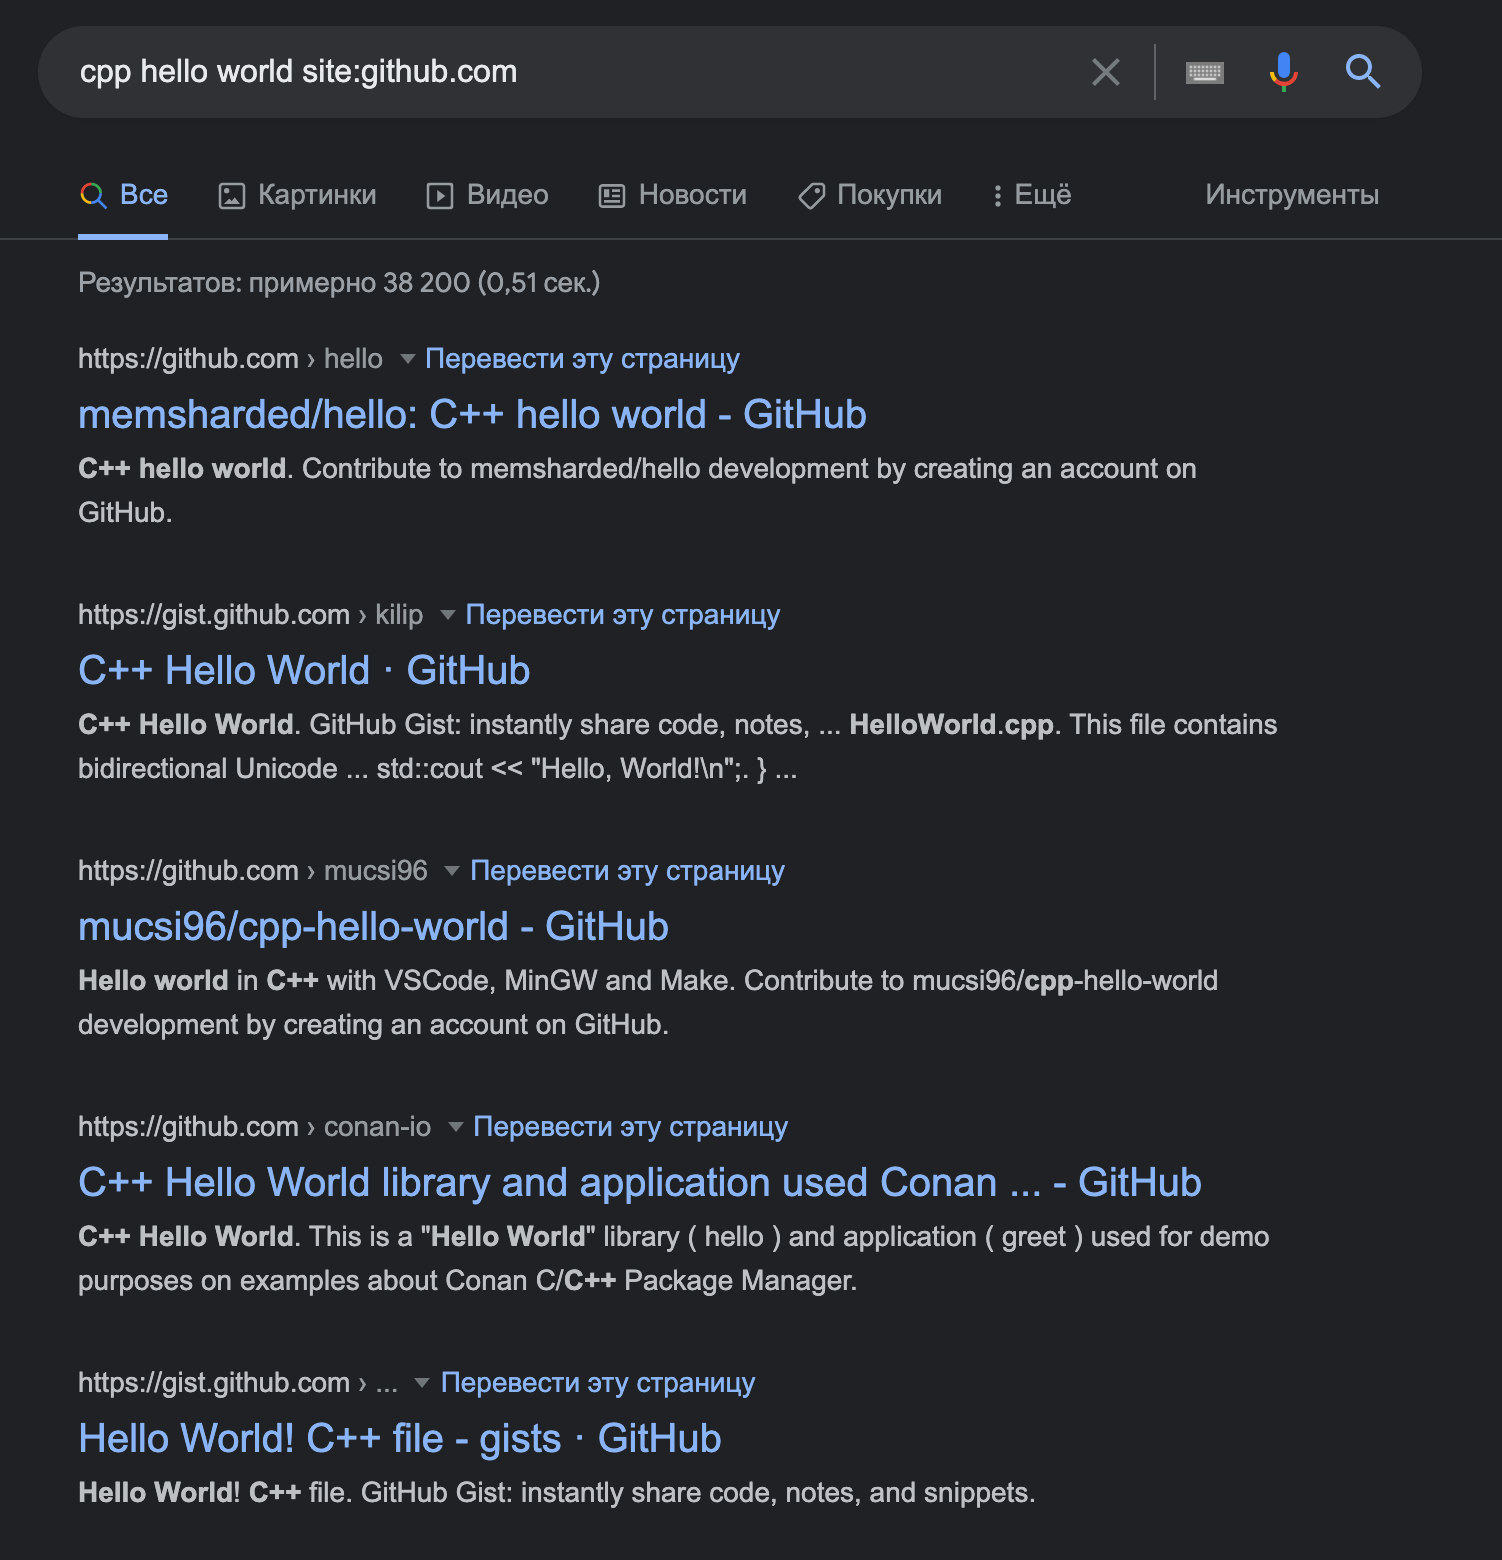 cpp hello world site:github.com
Все Картинки Видео Новости Покупки Ещё Инструменты
Результатов: примерно 38 200 (0,51 сек.)
https://github.com › hello Перевести эту страницу
memsharded/hello: C++ hello world - GitHub
C++ hello world. Contribute to memsharded/hello development by creating an account on
GitHub.
https://gist.github.com › kilip Перевести эту страницу
C++ Hello World · GitHub
C++ Hello World. GitHub Gist: instantly share code, notes, ... HelloWorld.cpp. This file contains
bidirectional Unicode ... std::cout << "Hello, World!\n";. } ...
https://github.com › mucsi96 Перевести эту страницу
mucsi96/cpp-hello-world - GitHub
Hello world in C++ with VSCode, MinGW and Make. Contribute to mucsi96/cpp-hello-world
development by creating an account on GitHub.
https://github.com › conan-io Перевести эту страницу
C++ Hello World library and application used Conan ... - GitHub
C++ Hello World. This is a "Hello World" library ( hello ) and application ( greet ) used for demo
purposes on examples about Conan C/C++ Package Manager.
https://gist.github.com › ... Перевести эту страницу
Hello World! C++ file - gists · GitHub
Hello World! C++ file. GitHub Gist: instantly share code, notes, and snippets.